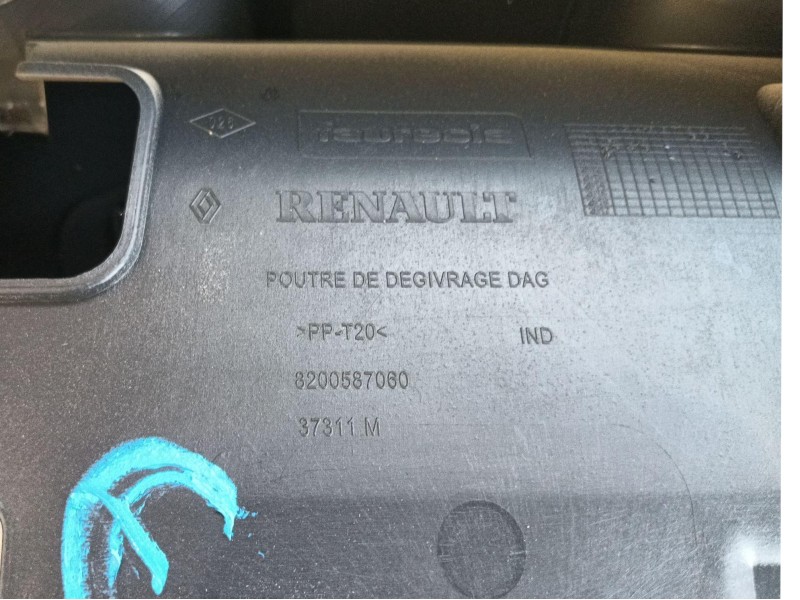 faurecia
RENAULT
POUTRE DE DEGIVRAGE DAG
>PP-T20< IND
8200587060
37311 M